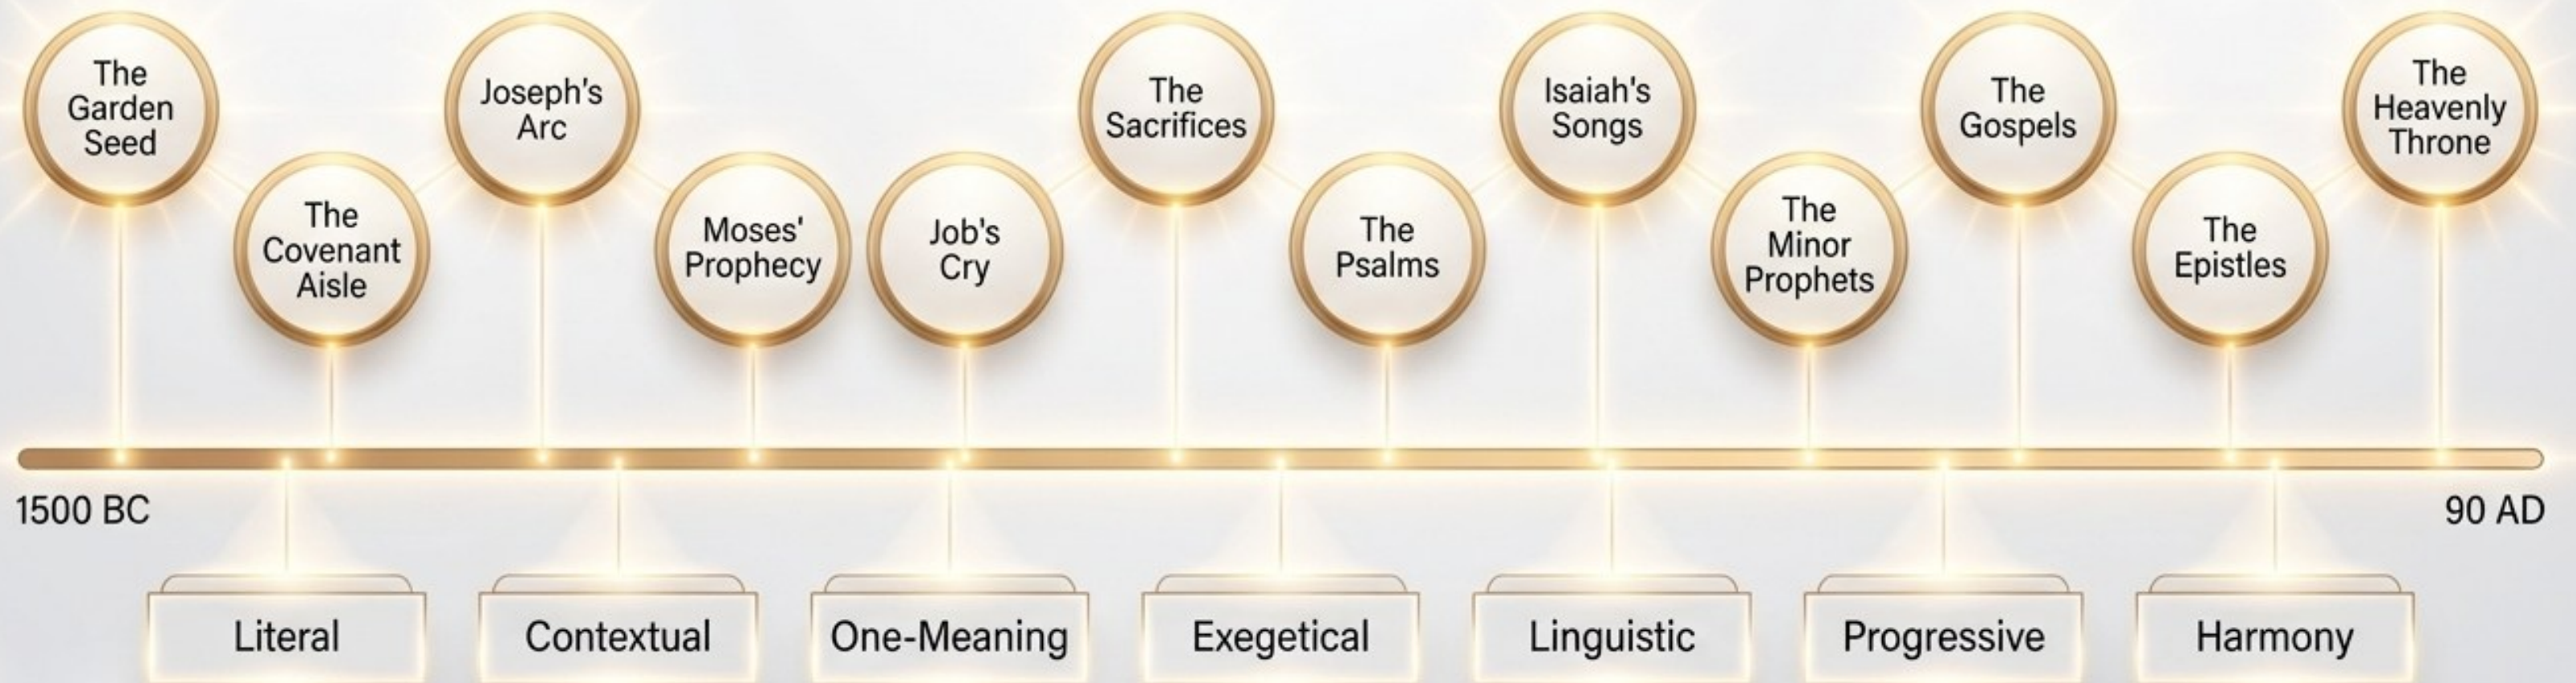 The
Garden
Seed
The
Covenant
Aisle
Joseph's
Arc
Moses'
Prophecy
Job's
Cry
The
Sacrifices
The
Psalms
Isaiah's
Songs
The
Minor
Prophets
The
Gospels
The
Epistles
The
Heavenly
Throne
1500 BC
90 AD
Literal
Contextual
One-Meaning
Exegetical
Linguistic
Progressive
Harmony